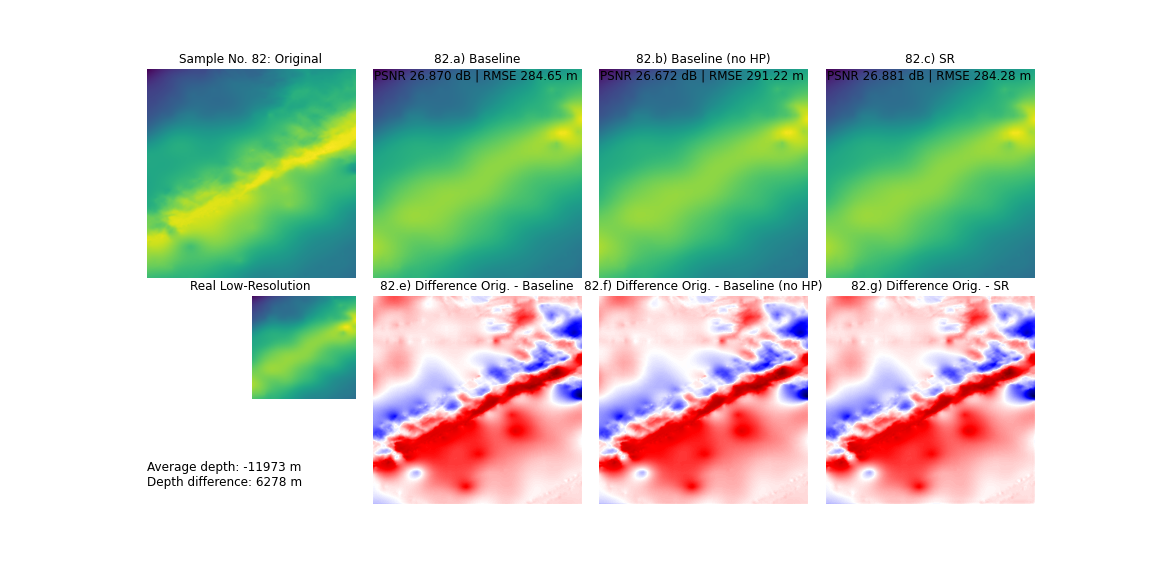 Sample No. 82: Original
82.a) Baseline
82.b) Baseline (no HP)
82.c) SR
PSNR 26.870 dB | RMSE 284.65 m
PSNR 26.672 dB | RMSE 291.22 m
PSNR 26.881 dB | RMSE 284.28 m
Real Low-Resolution
82.e) Difference Orig. - Baseline
82.f) Difference Orig. - Baseline (no HP)
82.g) Difference Orig. - SR
Average depth: -11973 m
Depth difference: 6278 m